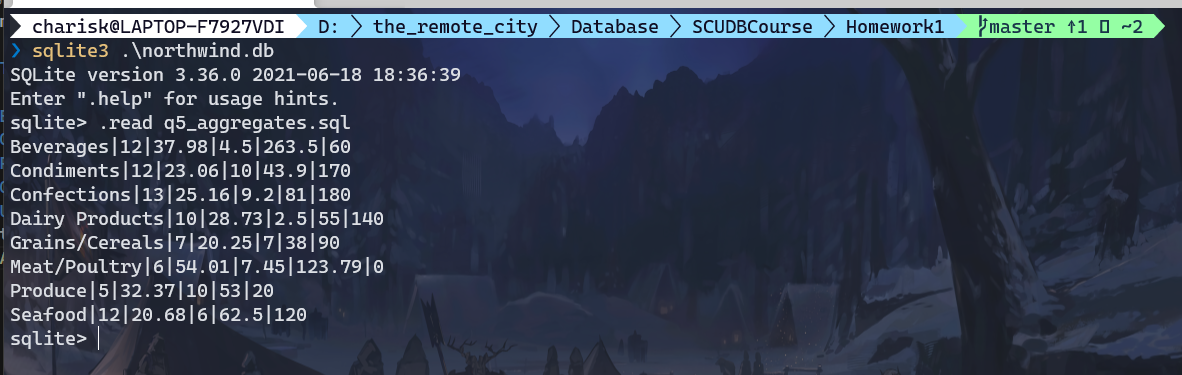 charisk@LAPTOP-F7927VDI D: the_remote_city Database SCUDBCourse Homework1 master ↑1 ~2
❯ sqlite3 .\northwind.db
SQLite version 3.36.0 2021-06-18 18:36:39
Enter ".help" for usage hints.
sqlite> .read q5_aggregates.sql
Beverages|12|37.98|4.5|263.5|60
Condiments|12|23.06|10|43.9|170
Confections|13|25.16|9.2|81|180
Dairy Products|10|28.73|2.5|55|140
Grains/Cereals|7|20.25|7|38|90
Meat/Poultry|6|54.01|7.45|123.79|0
Produce|5|32.37|10|53|20
Seafood|12|20.68|6|62.5|120
sqlite>